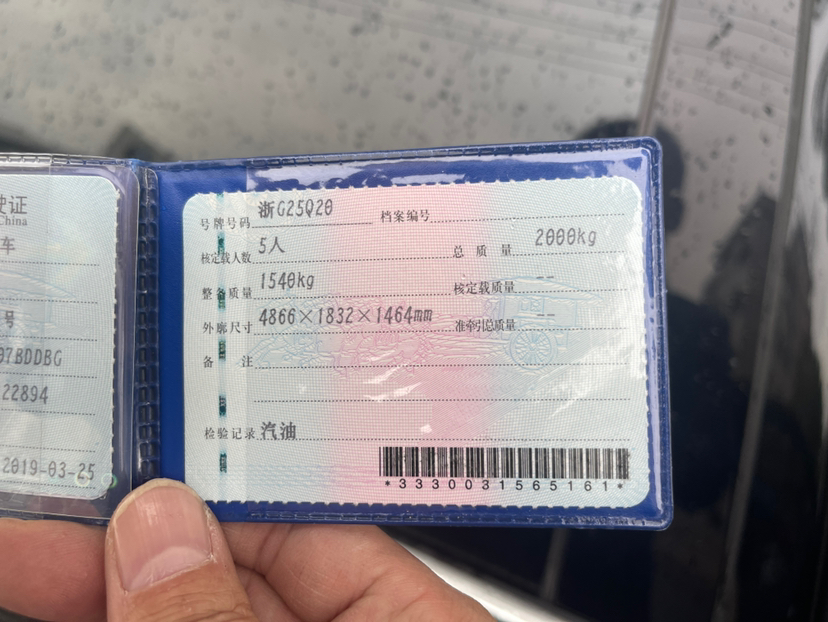 驶证
China
车
号
97BDDBG
22894
2019-03-25
号牌号码 浙G25Q20 档案编号
核定载人数 5人 总质量 2000kg
整备质量 1540kg 核定载质量 --
外廓尺寸 4866×1832×1464mm 准牵引总质量 --
备注
检验记录 汽油
*3330031565161*